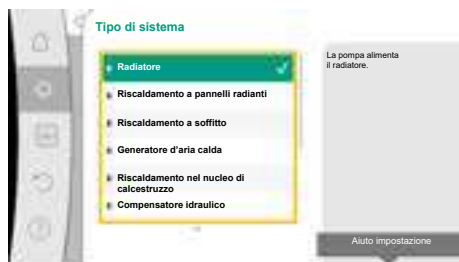 Tipo di sistema
Radiatore
Riscaldamento a pannelli radianti
Riscaldamento a soffitto
Generatore d'aria calda
Riscaldamento nel nucleo di
calcestruzzo
Compensatore idraulico
La pompa alimenta
il radiatore.
Aiuto impostazione